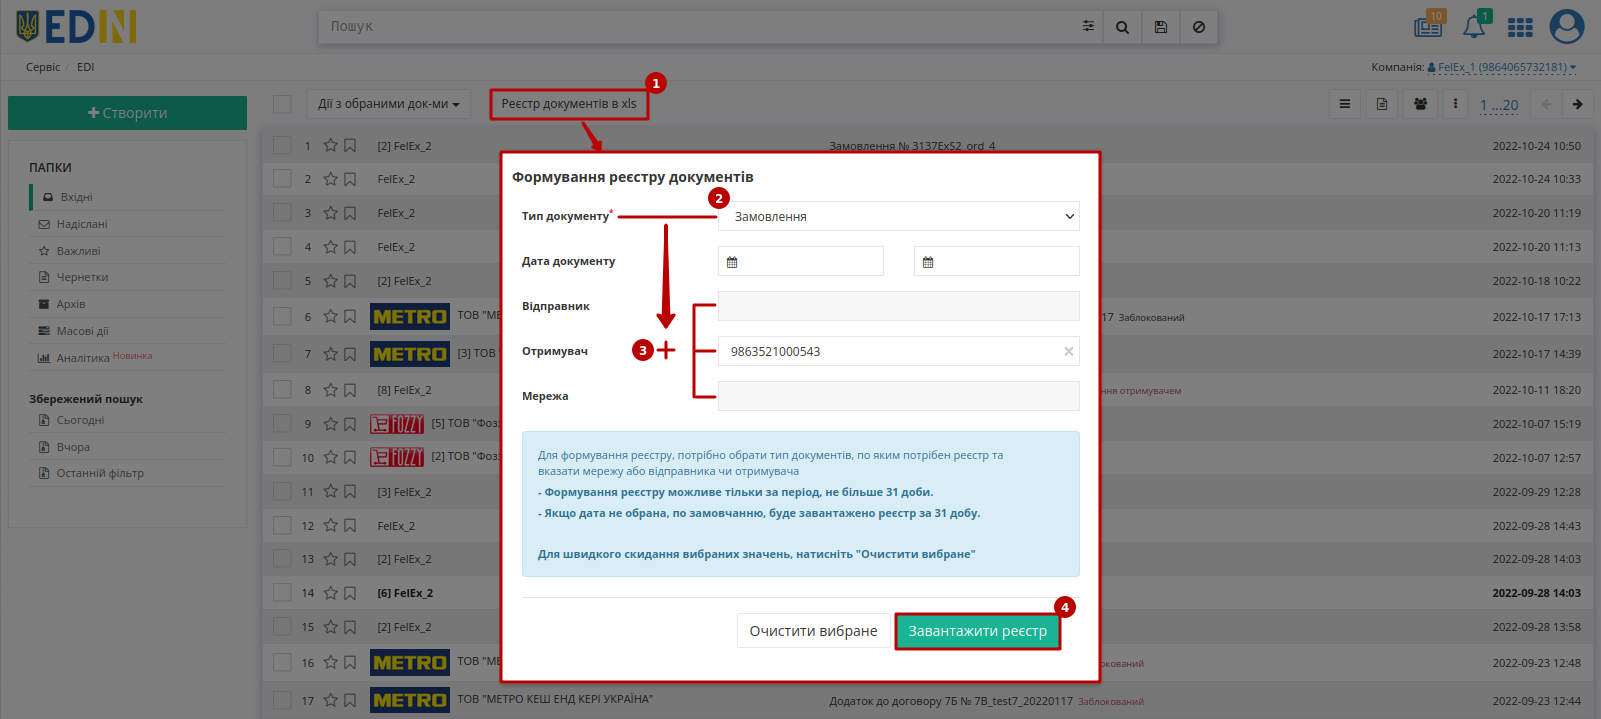 EDIN
Пошук
10
1
Сервіс / EDI
Компанія: FelEx_1 (9864065732181)
Створити
Дії з обраними док-ми
Реєстр документів в xls
1
1 ...20
ПАПКИ
Вхідні
Надіслані
Важливі
Чернетки
Архів
Масові дії
Аналітика Новинка
Збережений пошук
Сьогодні
Вчора
Останній фільтр
1 [2] FelEx_2 Замовлення № 3137ExS2_ord_4 2022-10-24 10:50
2 FelEx_2 2022-10-24 10:33
3 FelEx_2 2022-10-20 11:19
4 FelEx_2 2022-10-20 11:13
5 [2] FelEx_2 2022-10-18 10:22
6 METRO ТОВ "МЕ 17 Заблокований 2022-10-17 17:13
7 METRO [3] ТОВ 2022-10-17 14:39
8 [8] FelEx_2 ння отримувачем 2022-10-11 18:20
9 FOZZY [5] ТОВ "Фоз 2022-10-07 15:19
10 FOZZY [2] ТОВ "Фоз 2022-10-07 12:57
11 [3] FelEx_2 2022-09-29 12:28
12 FelEx_2 2022-09-28 14:43
13 [2] FelEx_2 2022-09-28 14:03
14 [6] FelEx_2 2022-09-28 14:03
15 [2] FelEx_2 2022-09-28 13:58
16 METRO ТОВ "МЕ локований 2022-09-23 12:48
17 METRO ТОВ "МЕТРО КЕШ ЕНД КЕРІ УКРАЇНА" Додаток до договору 7Б № 7B_test7_20220117 Заблокований 2022-09-23 12:44
Формування реєстру документів
2
Тип документу* Замовлення
Дата документу
Відправник
3
Отримувач 9863521000543
Мережа
Для формування реєстру, потрібно обрати тип документів, по яким потрібен реєстр та
вказати мережу або відправника чи отримувача
- Формування реєстру можливе тільки за період, не більше 31 доби.
- Якщо дата не обрана, по замовчанню, буде завантажено реєстр за 31 добу.
Для швидкого скидання вибраних значень, натисніть "Очистити вибране"
4
Очистити вибране
Завантажити реєстр